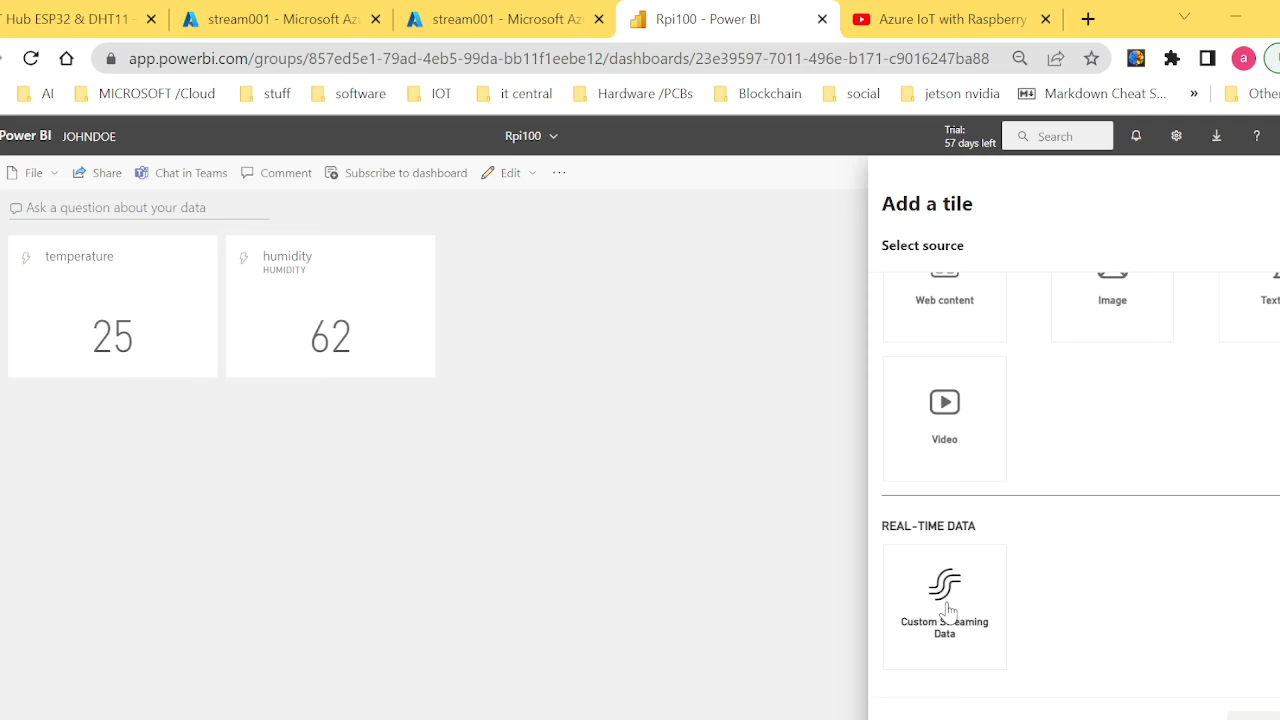 Hub ESP32 & DHT11 -
stream001 - Microsoft Az
stream001 - Microsoft Az
Rpi100 - Power BI
Azure IoT with Raspberry
app.powerbi.com/groups/857ed5e1-79ad-4eb5-99da-bb11f1eebe12/dashboards/23e39597-7011-496e-b171-c9016247ba88
a
AI
MICROSOFT /Cloud
stuff
software
IOT
it central
Hardware /PCBs
Blockchain
social
jetson nvidia
Markdown Cheat S...
»
Other
Power BI JOHNDOE
Rpi100
Trial:
57 days left
Search
?
File
Share
Chat in Teams
Comment
Subscribe to dashboard
Edit
...
Ask a question about your data
temperature
25
humidity
HUMIDITY
62
Add a tile
Select source
Web content
Image
Text
Video
REAL-TIME DATA
Custom Streaming
Data